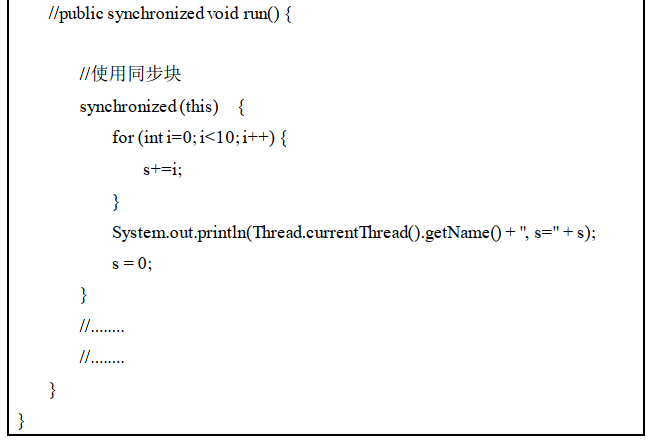 //public synchronized void run() {
//使用同步块
synchronized (this) {
for (int i=0; i<10; i++) {
s+=i;
}
System.out.println(Thread.currentThread().getName() + ", s=" + s);
s = 0;
}
//........
//........
}
}